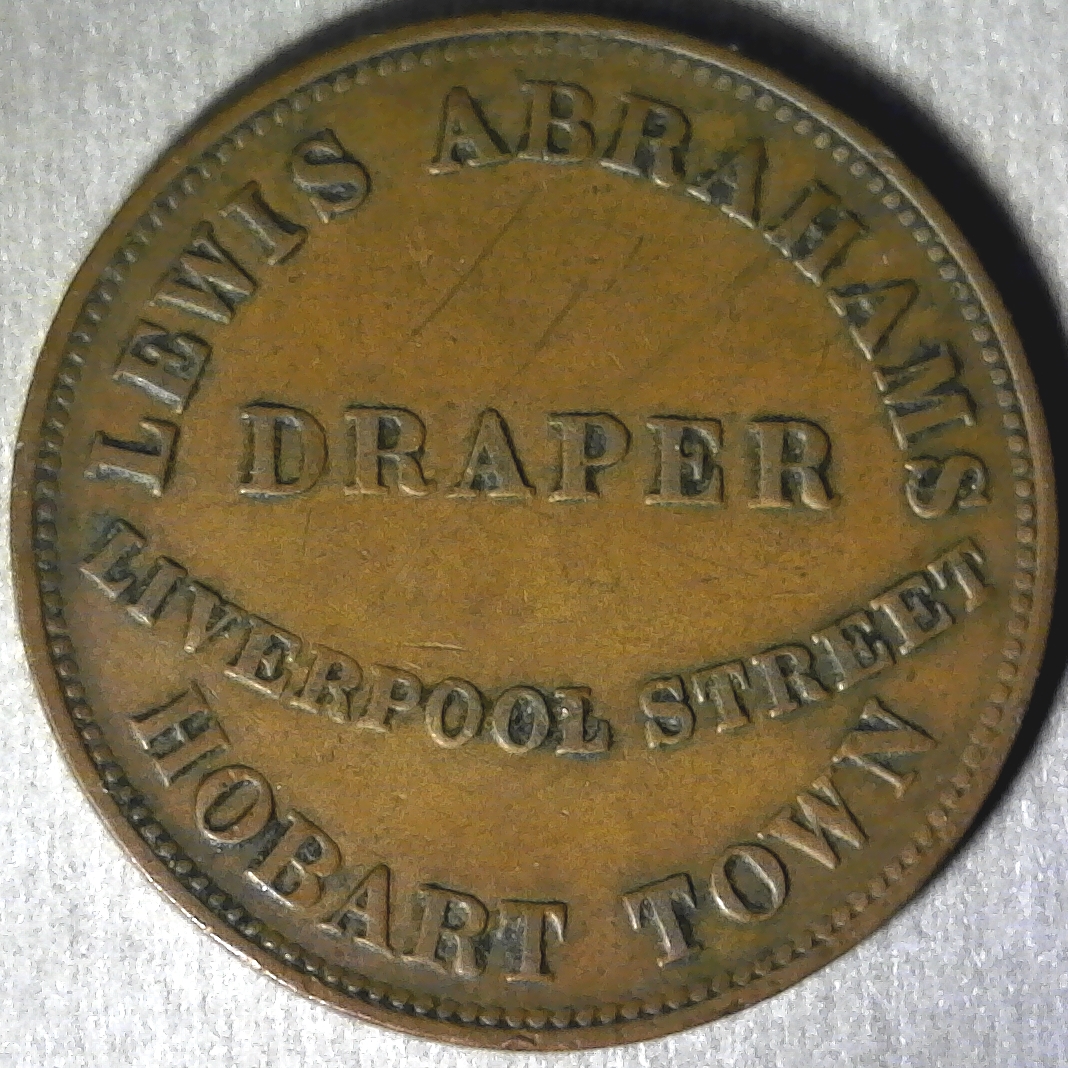 LEWIS ABRAHAMS
DRAPER
LIVERPOOL STREET
HOBART TOWN